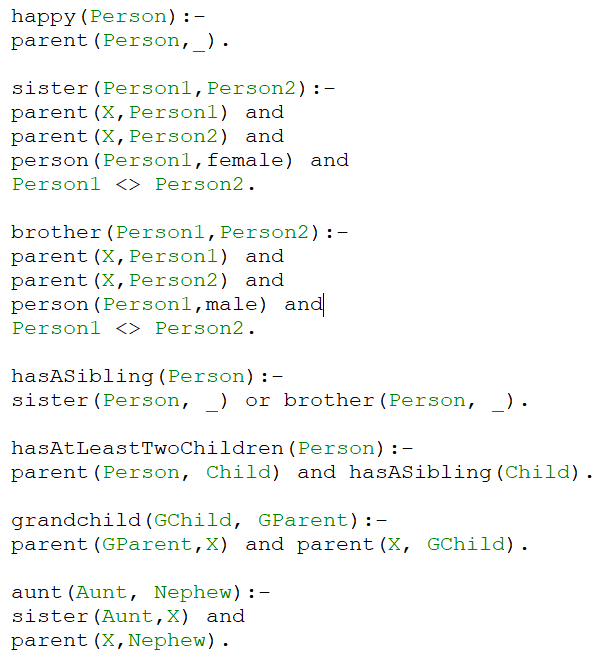 happy(Person):-
parent(Person,_).
sister(Person1,Person2):-
parent(X,Person1) and
parent(X,Person2) and
person(Person1,female) and
Person1 <> Person2.
brother(Person1,Person2):-
parent(X,Person1) and
parent(X,Person2) and
person(Person1,male) and
Person1 <> Person2.
hasASibling(Person):-
sister(Person, _) or brother(Person, _).
hasAtLeastTwoChildren(Person):-
parent(Person, Child) and hasASibling(Child).
grandchild(GChild, GParent):-
parent(GParent,X) and parent(X, GChild).
aunt(Aunt, Nephew):-
sister(Aunt,X) and
parent(X,Nephew).